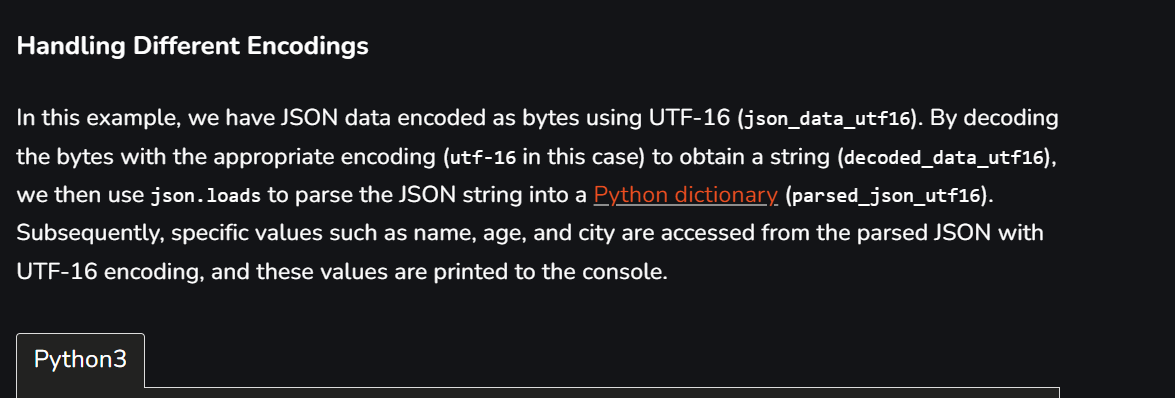 Handling Different Encodings
In this example, we have JSON data encoded as bytes using UTF-16 (json_data_utf16). By decoding
the bytes with the appropriate encoding (utf-16 in this case) to obtain a string (decoded_data_utf16),
we then use json.loads to parse the JSON string into a Python dictionary (parsed_json_utf16).
Subsequently, specific values such as name, age, and city are accessed from the parsed JSON with
UTF-16 encoding, and these values are printed to the console.
Python3